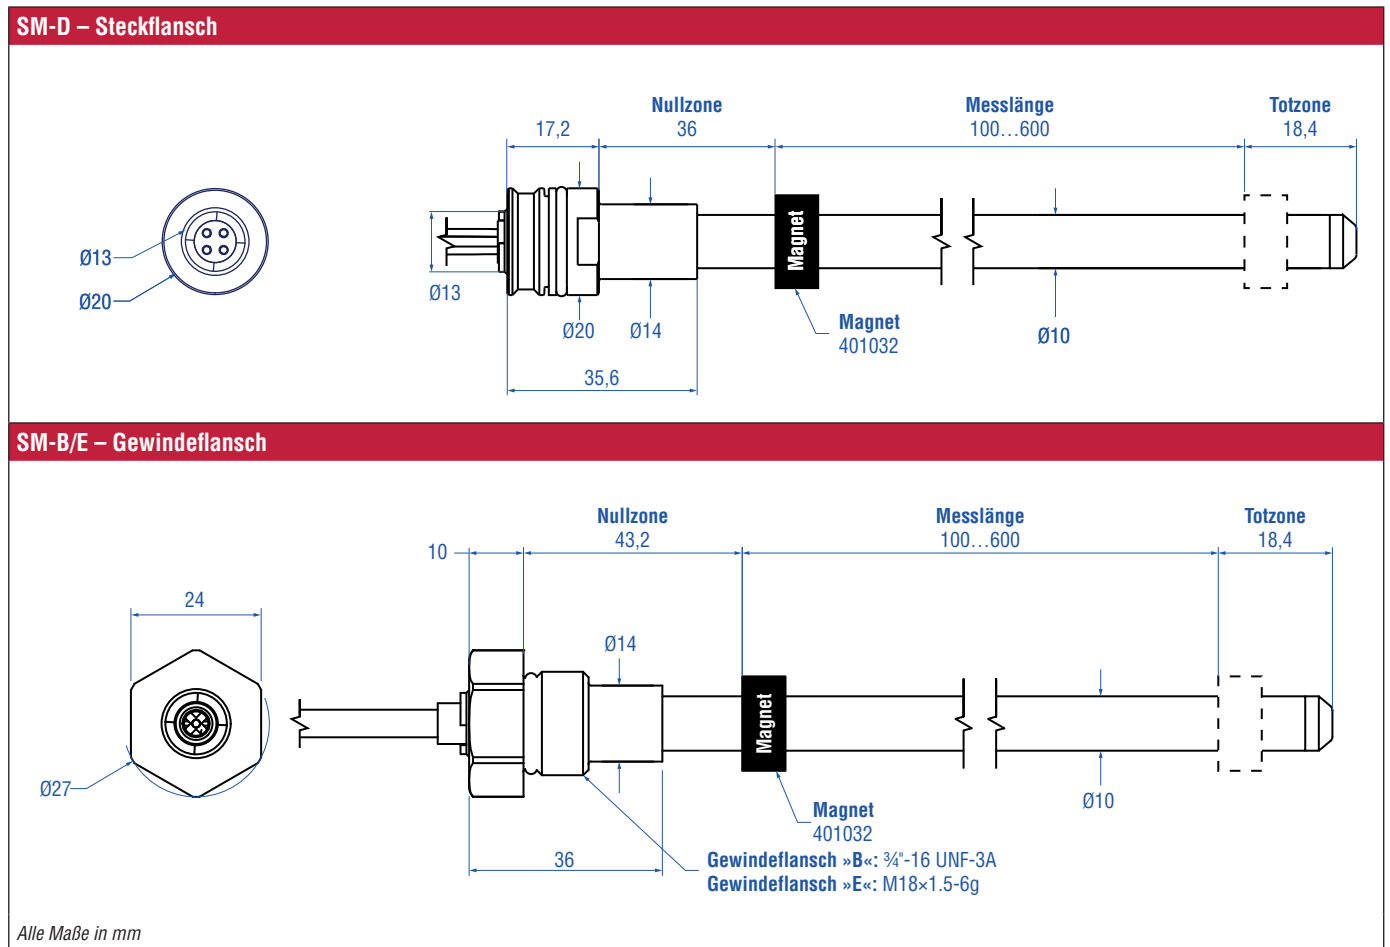 SM-D – Steckflansch
Nullzone
Messlänge
Totzone
17,2
36
100…600
18,4
Magnet
Ø13
Ø20
Ø13
Ø20
Ø14
Magnet
401032
Ø10
35,6
SM-B/E – Gewindeflansch
Nullzone
Messlänge
Totzone
10
43,2
100…600
18,4
24
Ø14
Magnet
Ø27
Ø10
Magnet
401032
36
Gewindeflansch »B«: ¾"-16 UNF-3A
Gewindeflansch »E«: M18×1.5-6g
Alle Maße in mm